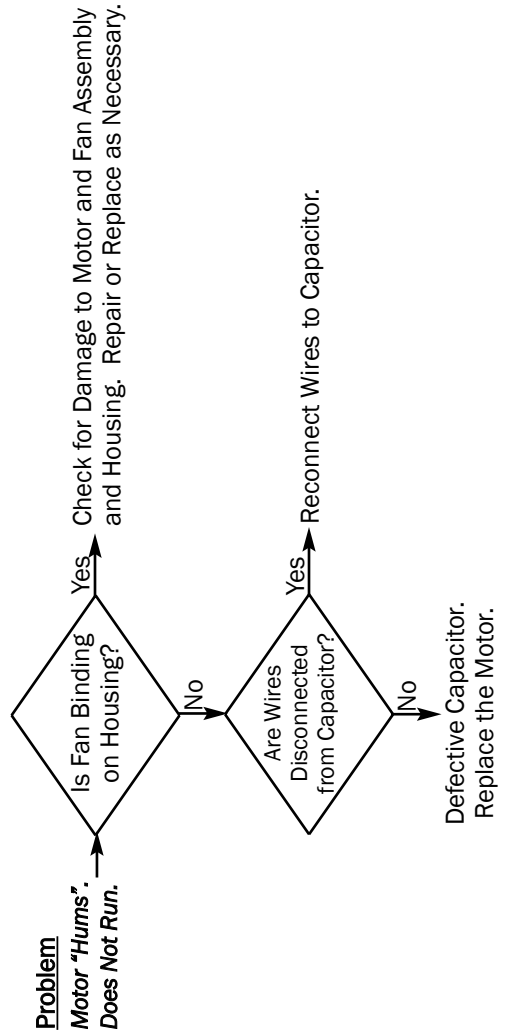 Problem
Motor “Hums”.
Does Not Run.
Is Fan Binding
on Housing?
Yes
Check for Damage to Motor and Fan Assembly
and Housing.  Repair or Replace as Necessary.
No
Are Wires
Disconnected
from Capacitor?
Yes
Reconnect Wires to Capacitor.
No
Defective Capacitor.
Replace the Motor.